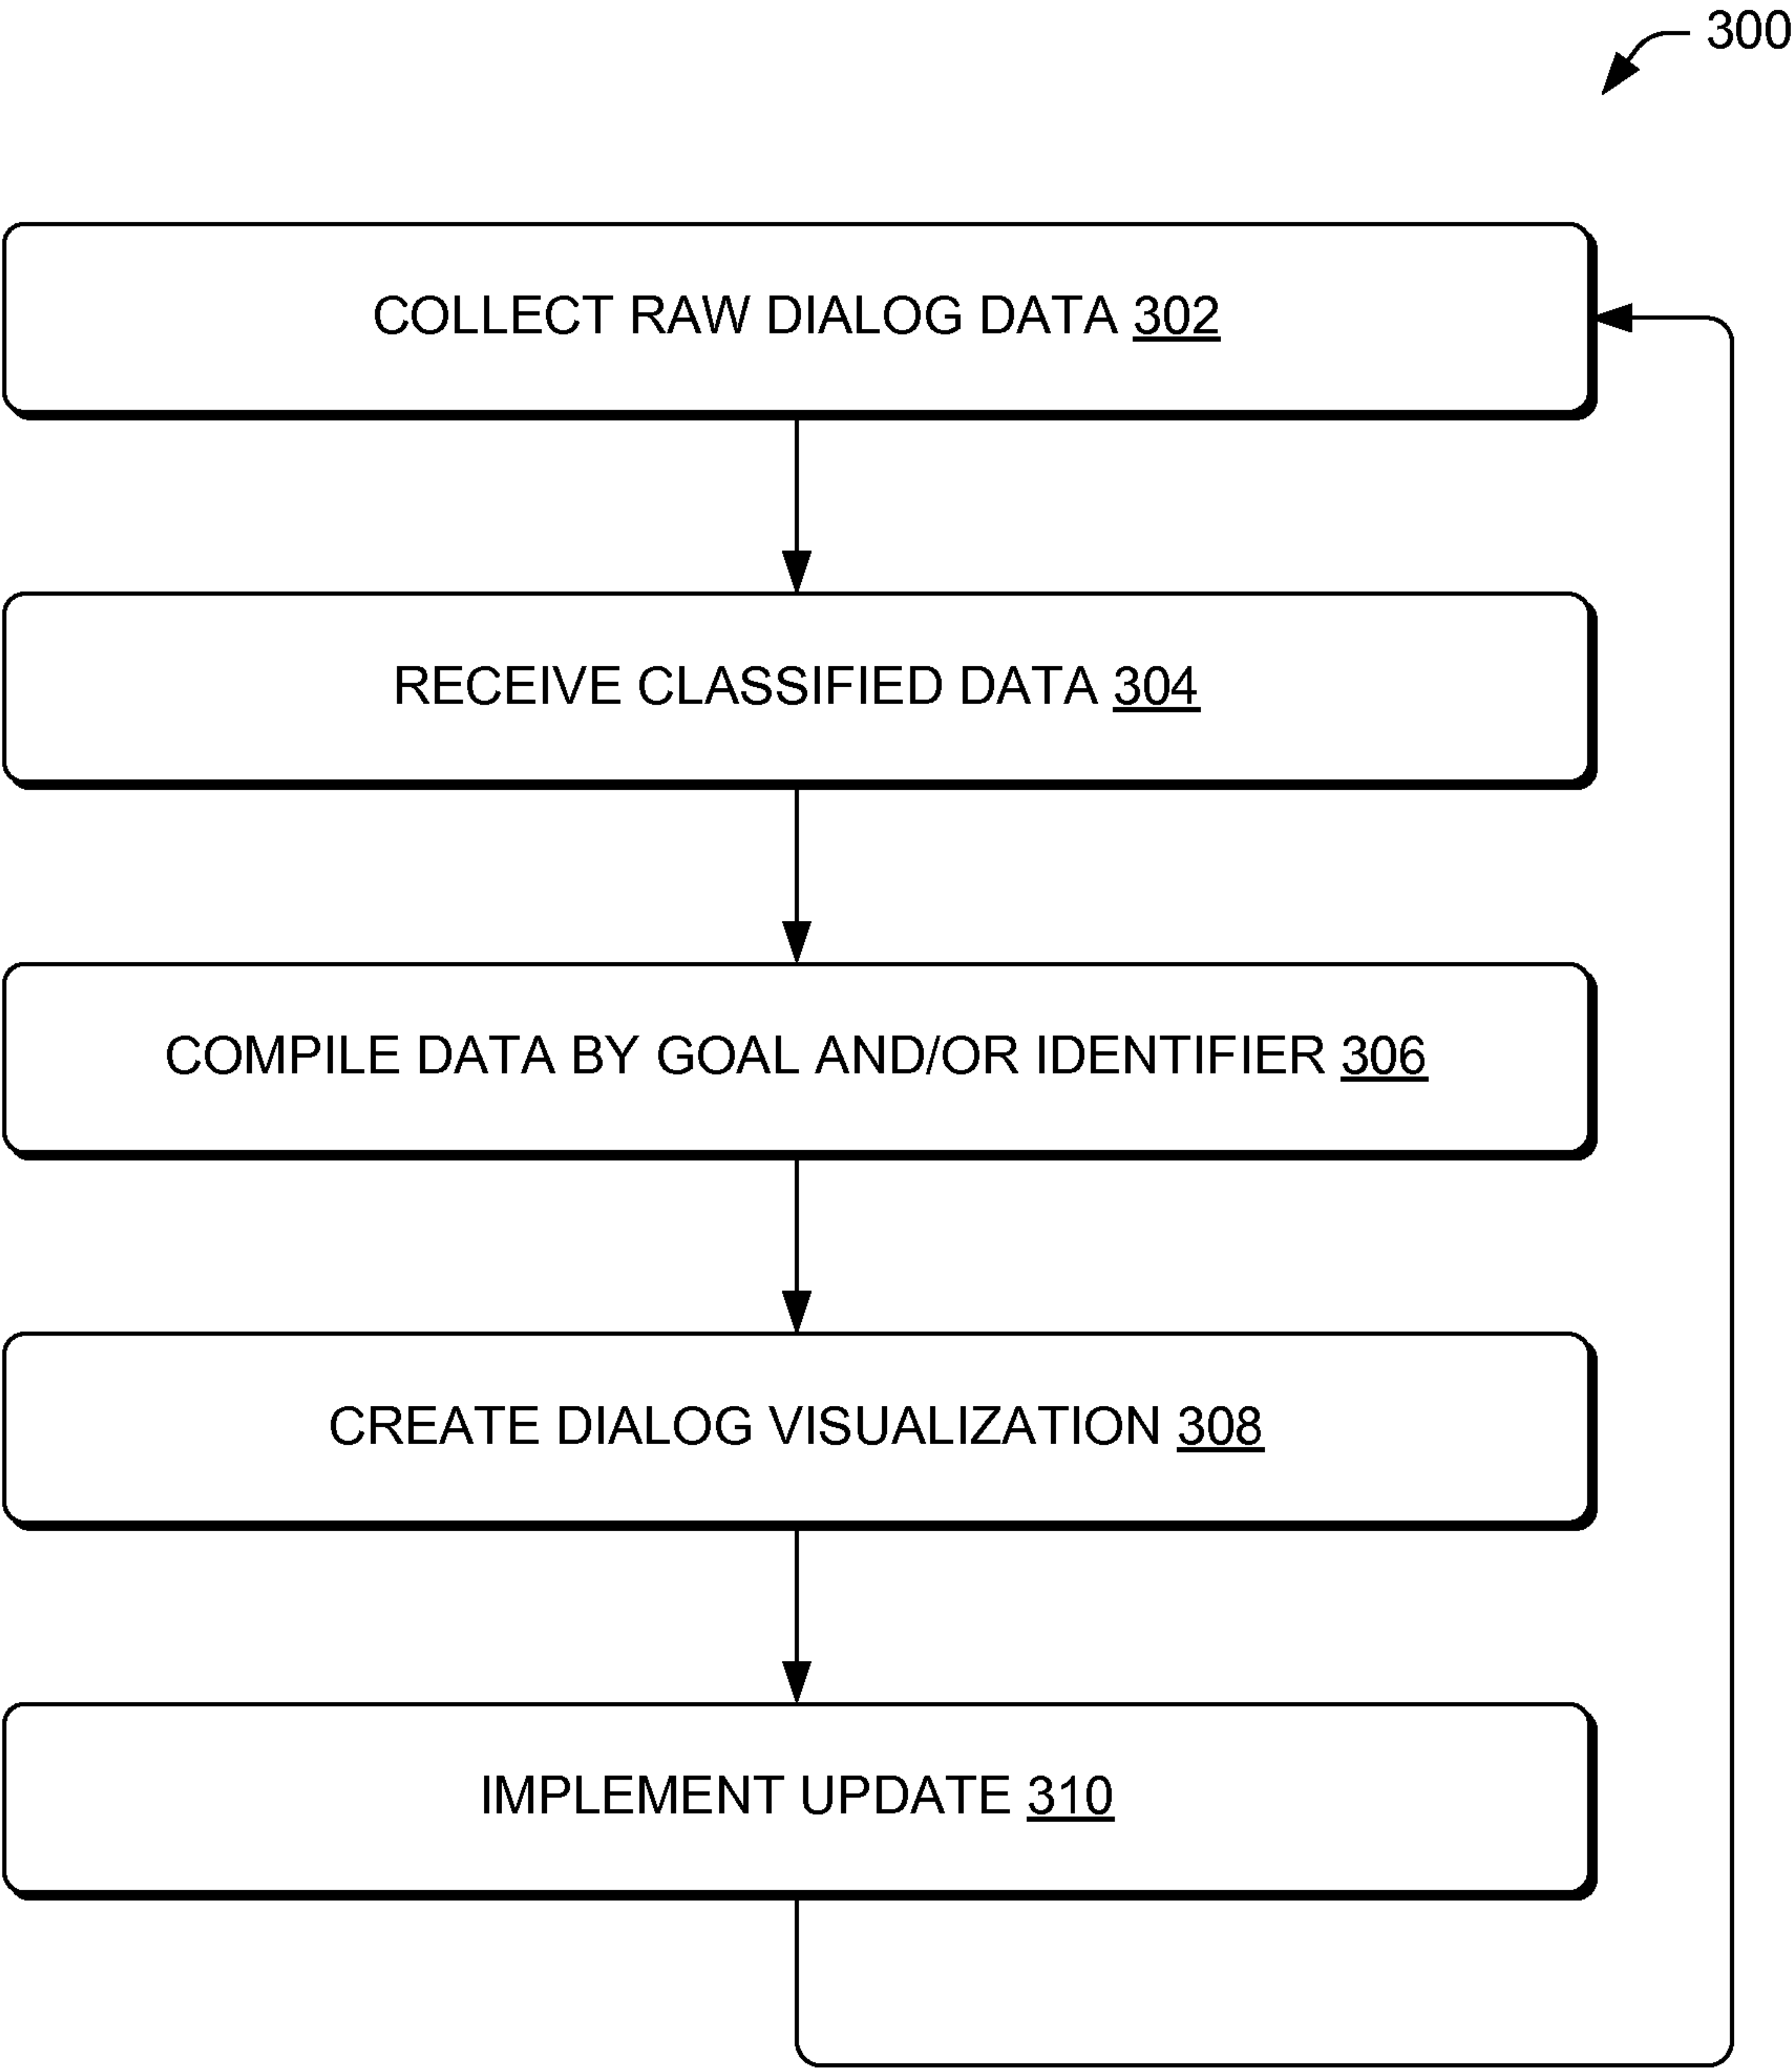 300
COLLECT RAW DIALOG DATA 302
RECEIVE CLASSIFIED DATA 304
COMPILE DATA BY GOAL AND/OR IDENTIFIER 306
CREATE DIALOG VISUALIZATION 308
IMPLEMENT UPDATE 310